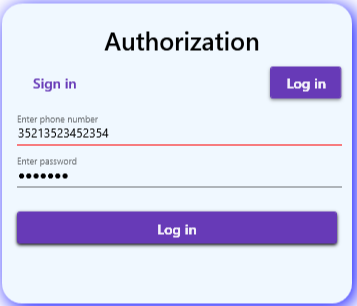 Authorization
Sign in Log in
Enter phone number
35213523452354
Enter password
•••••••
Log in